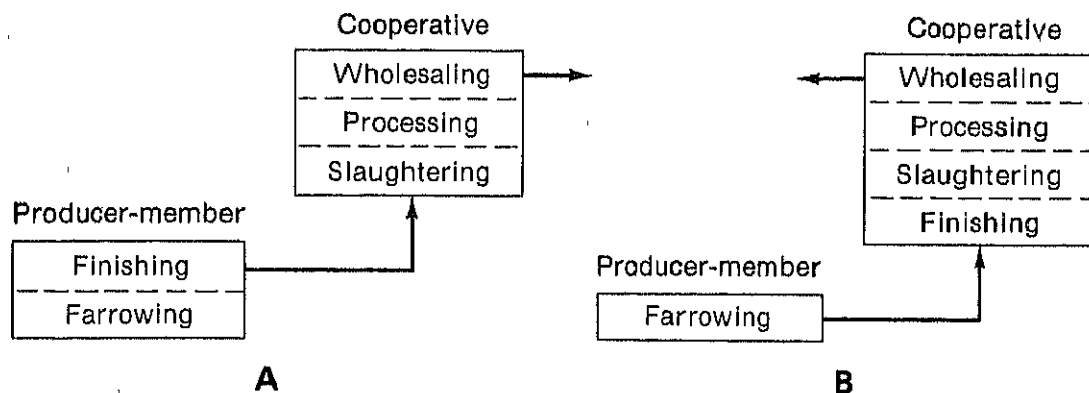 Cooperative
Wholesaling
Processing
Slaughtering
Producer-member
Finishing
Farrowing
A
Cooperative
Wholesaling
Processing
Slaughtering
Finishing
Producer-member
Farrowing
B